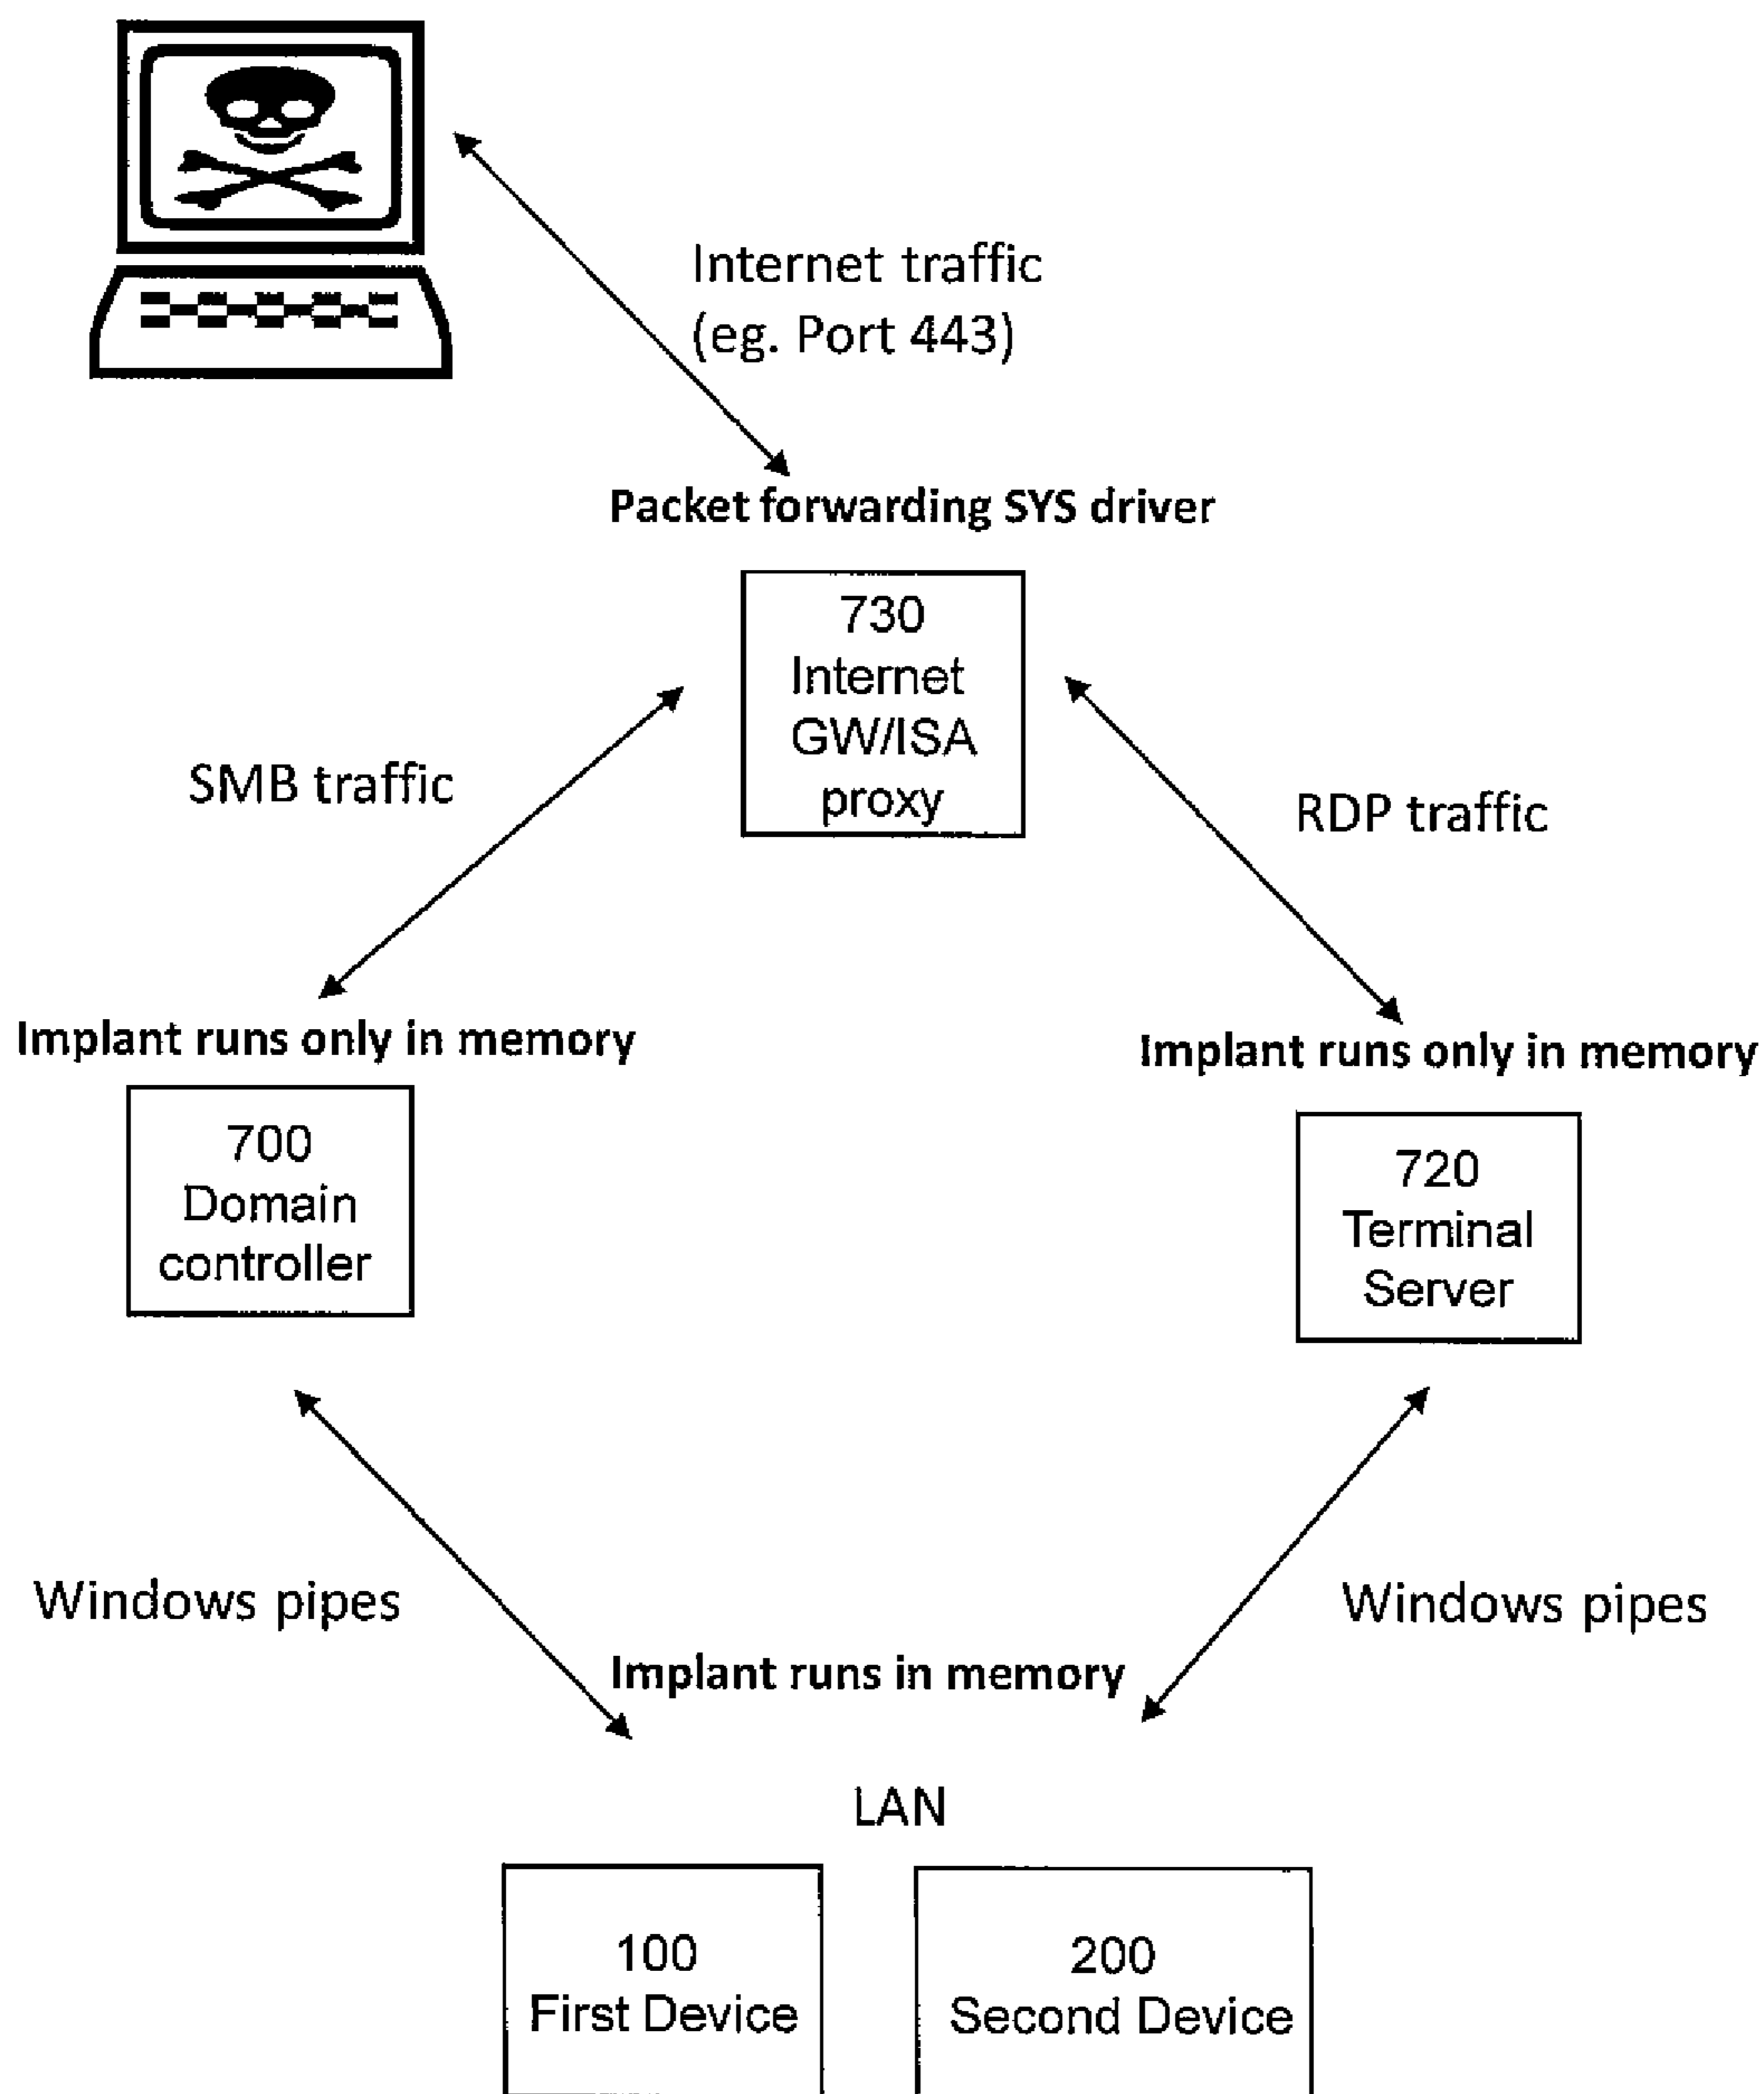 Internet traffic
(eg. Port 443)
Packet forwarding SYS driver
730
Internet
GW/ISA
proxy
SMB traffic
RDP traffic
Implant runs only in memory
Implant runs only in memory
700
Domain
controller
720
Terminal
Server
Windows pipes
Windows pipes
Implant runs in memory
LAN
100
First Device
200
Second Device